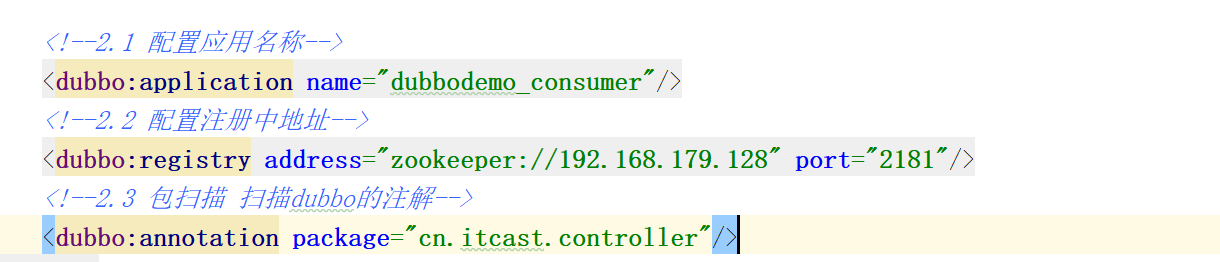 <!--2.1 配置应用名称-->
<dubbo:application name="dubbodemo_consumer"/>
<!--2.2 配置注册中地址-->
<dubbo:registry address="zookeeper://192.168.179.128" port="2181"/>
<!--2.3 包扫描 扫描dubbo的注解-->
<dubbo:annotation package="cn.itcast.controller"/>